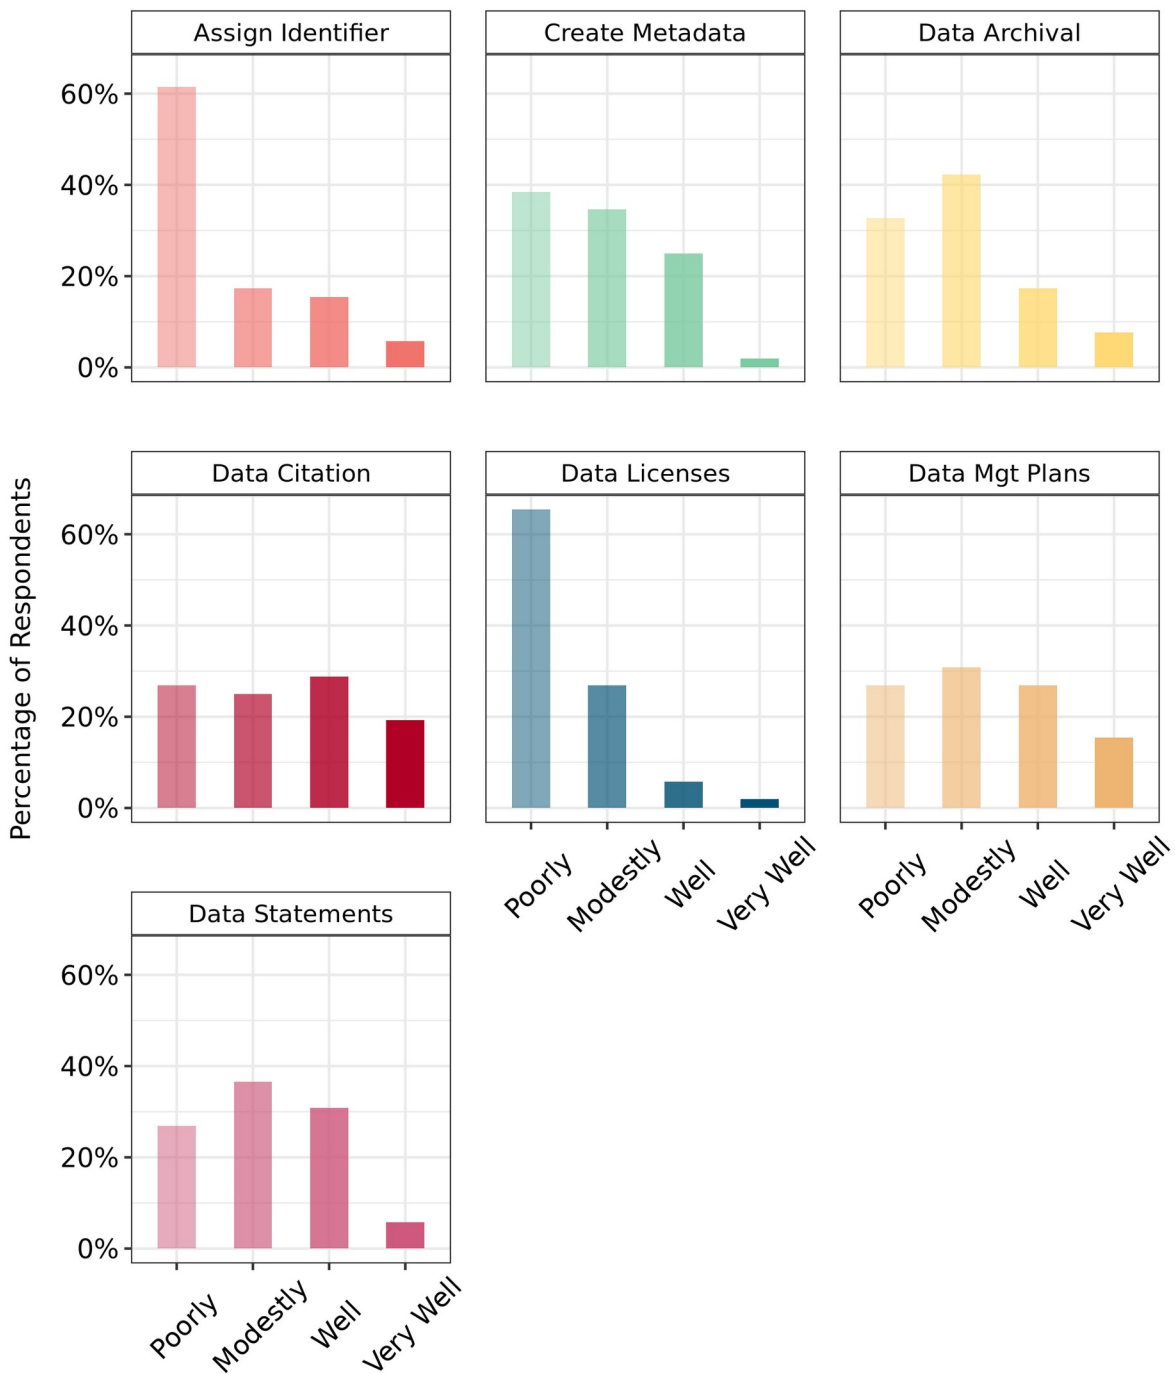 Assign Identifier
Create Metadata
Data Archival
60%
40%
20%
0%
Data Citation
Data Licenses
Data Mgt Plans
60%
40%
20%
0%
Percentage of Respondents
Poorly
Modestly
Well
Very Well
Poorly
Modestly
Well
Very Well
Data Statements
60%
40%
20%
0%
Poorly
Modestly
Well
Very Well